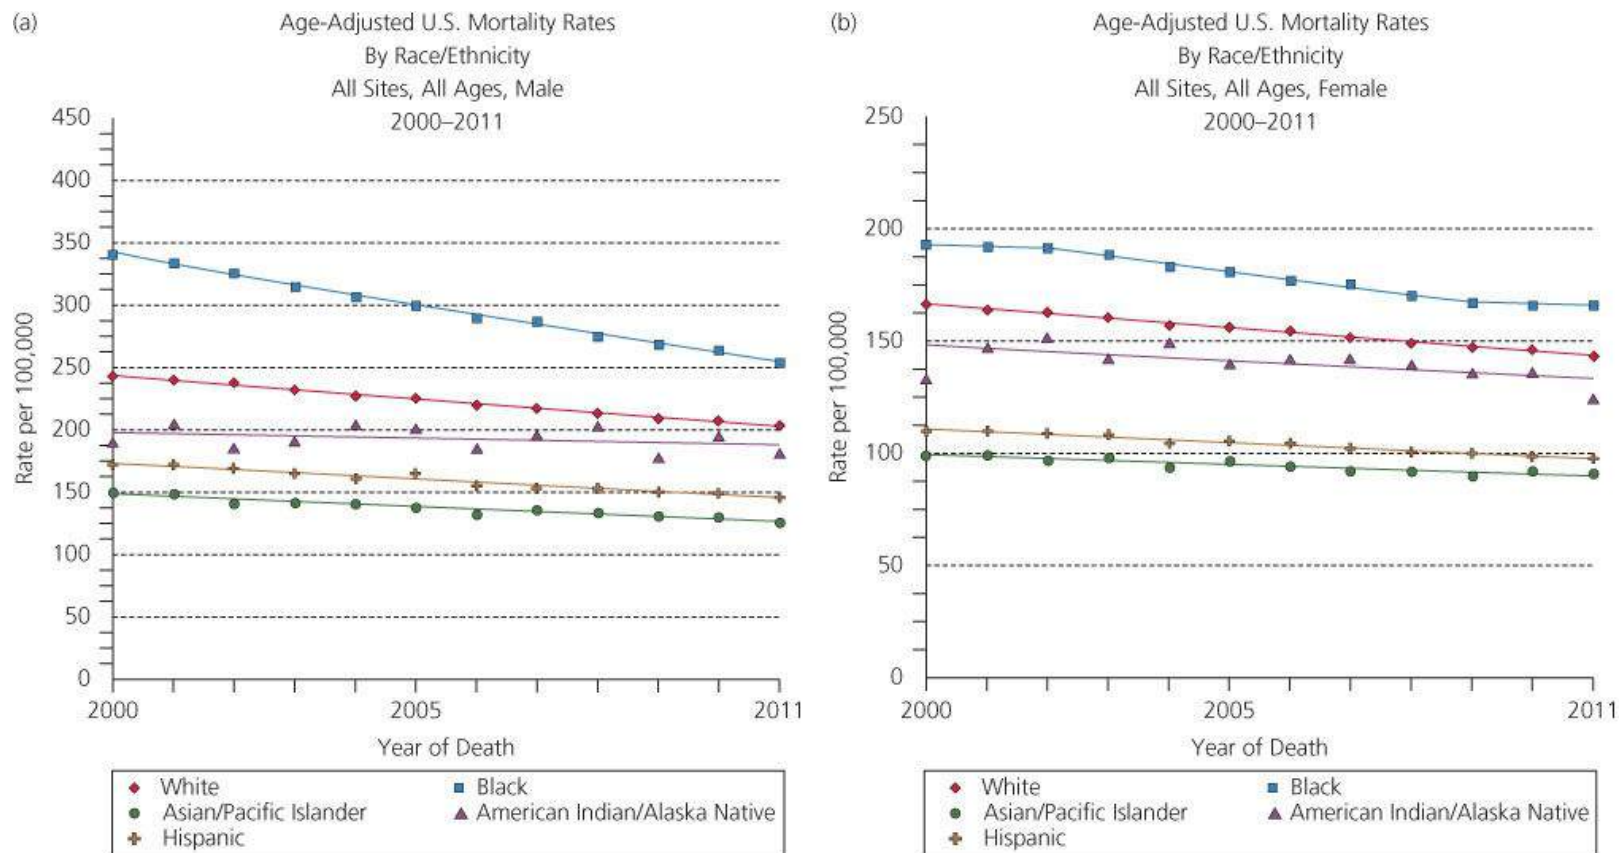 (a)
Age-Adjusted U.S. Mortality Rates
By Race/Ethnicity
All Sites, All Ages, Male
2000–2011
450
400
350
300
250
200
150
100
50
0
Rate per 100,000
2000 2005 2011
Year of Death
White Black
Asian/Pacific Islander American Indian/Alaska Native
Hispanic
(b)
Age-Adjusted U.S. Mortality Rates
By Race/Ethnicity
All Sites, All Ages, Female
2000–2011
250
200
150
100
50
0
Rate per 100,000
2000 2005 2011
Year of Death
White Black
Asian/Pacific Islander American Indian/Alaska Native
Hispanic